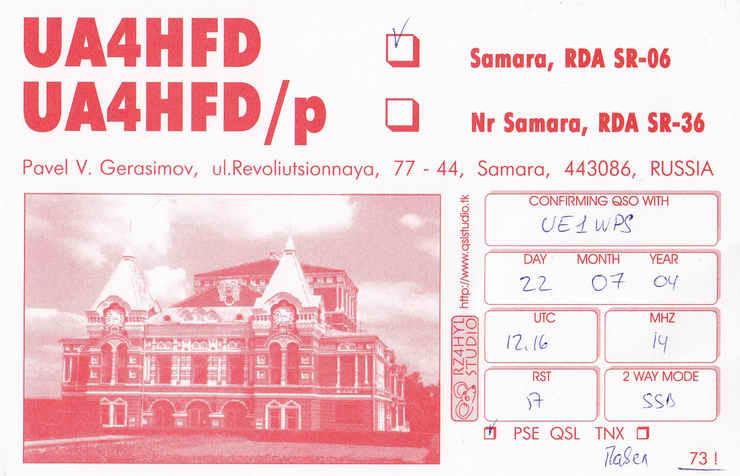 UA4HFD
Samara, RDA SR-06
UA4HFD/p
Nr Samara, RDA SR-36
Pavel V. Gerasimov, ul.Revoliutsionnaya, 77 - 44, Samara, 443086, RUSSIA
http://www.qslstudio.tk
RZ4HYL
STUDIO
CONFIRMING QSO WITH
UE1WPS
DAY MONTH YEAR
22 07 04
UTC MHZ
12.16 14
RST 2 WAY MODE
57 SSB
PSE QSL TNX
Павел 73 !